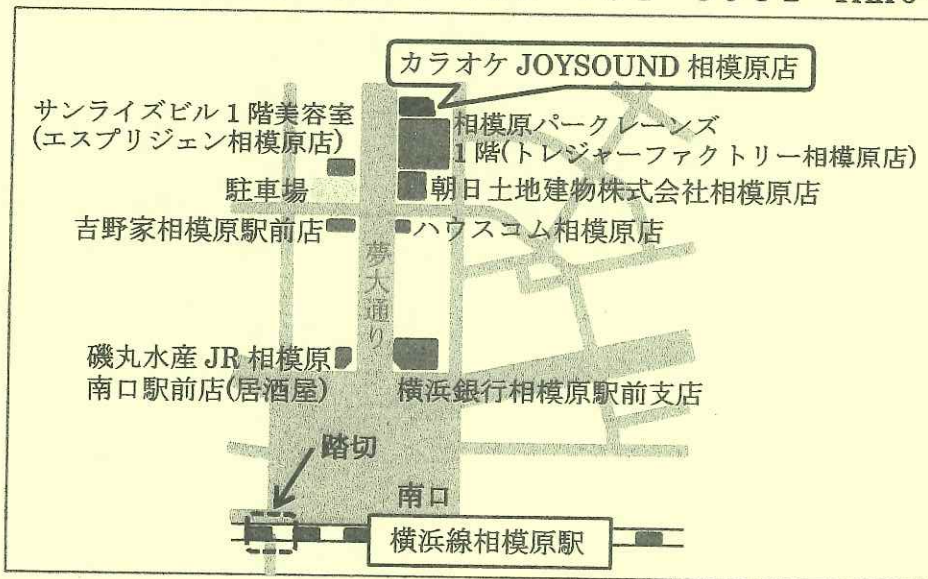 カラオケ JOYSOUND 相模原店
サンライズビル1階美容室
(エスプリジェン相模原店)
相模原パークレーンズ
1階(トレジャーファクトリー相模原店)
駐車場
朝日土地建物株式会社相模原店
吉野家相模原駅前店
ハウスコム相模原店
夢大通り
磯丸水産 JR 相模原
南口駅前店(居酒屋)
横浜銀行相模原駅前支店
踏切
南口
横浜線相模原駅